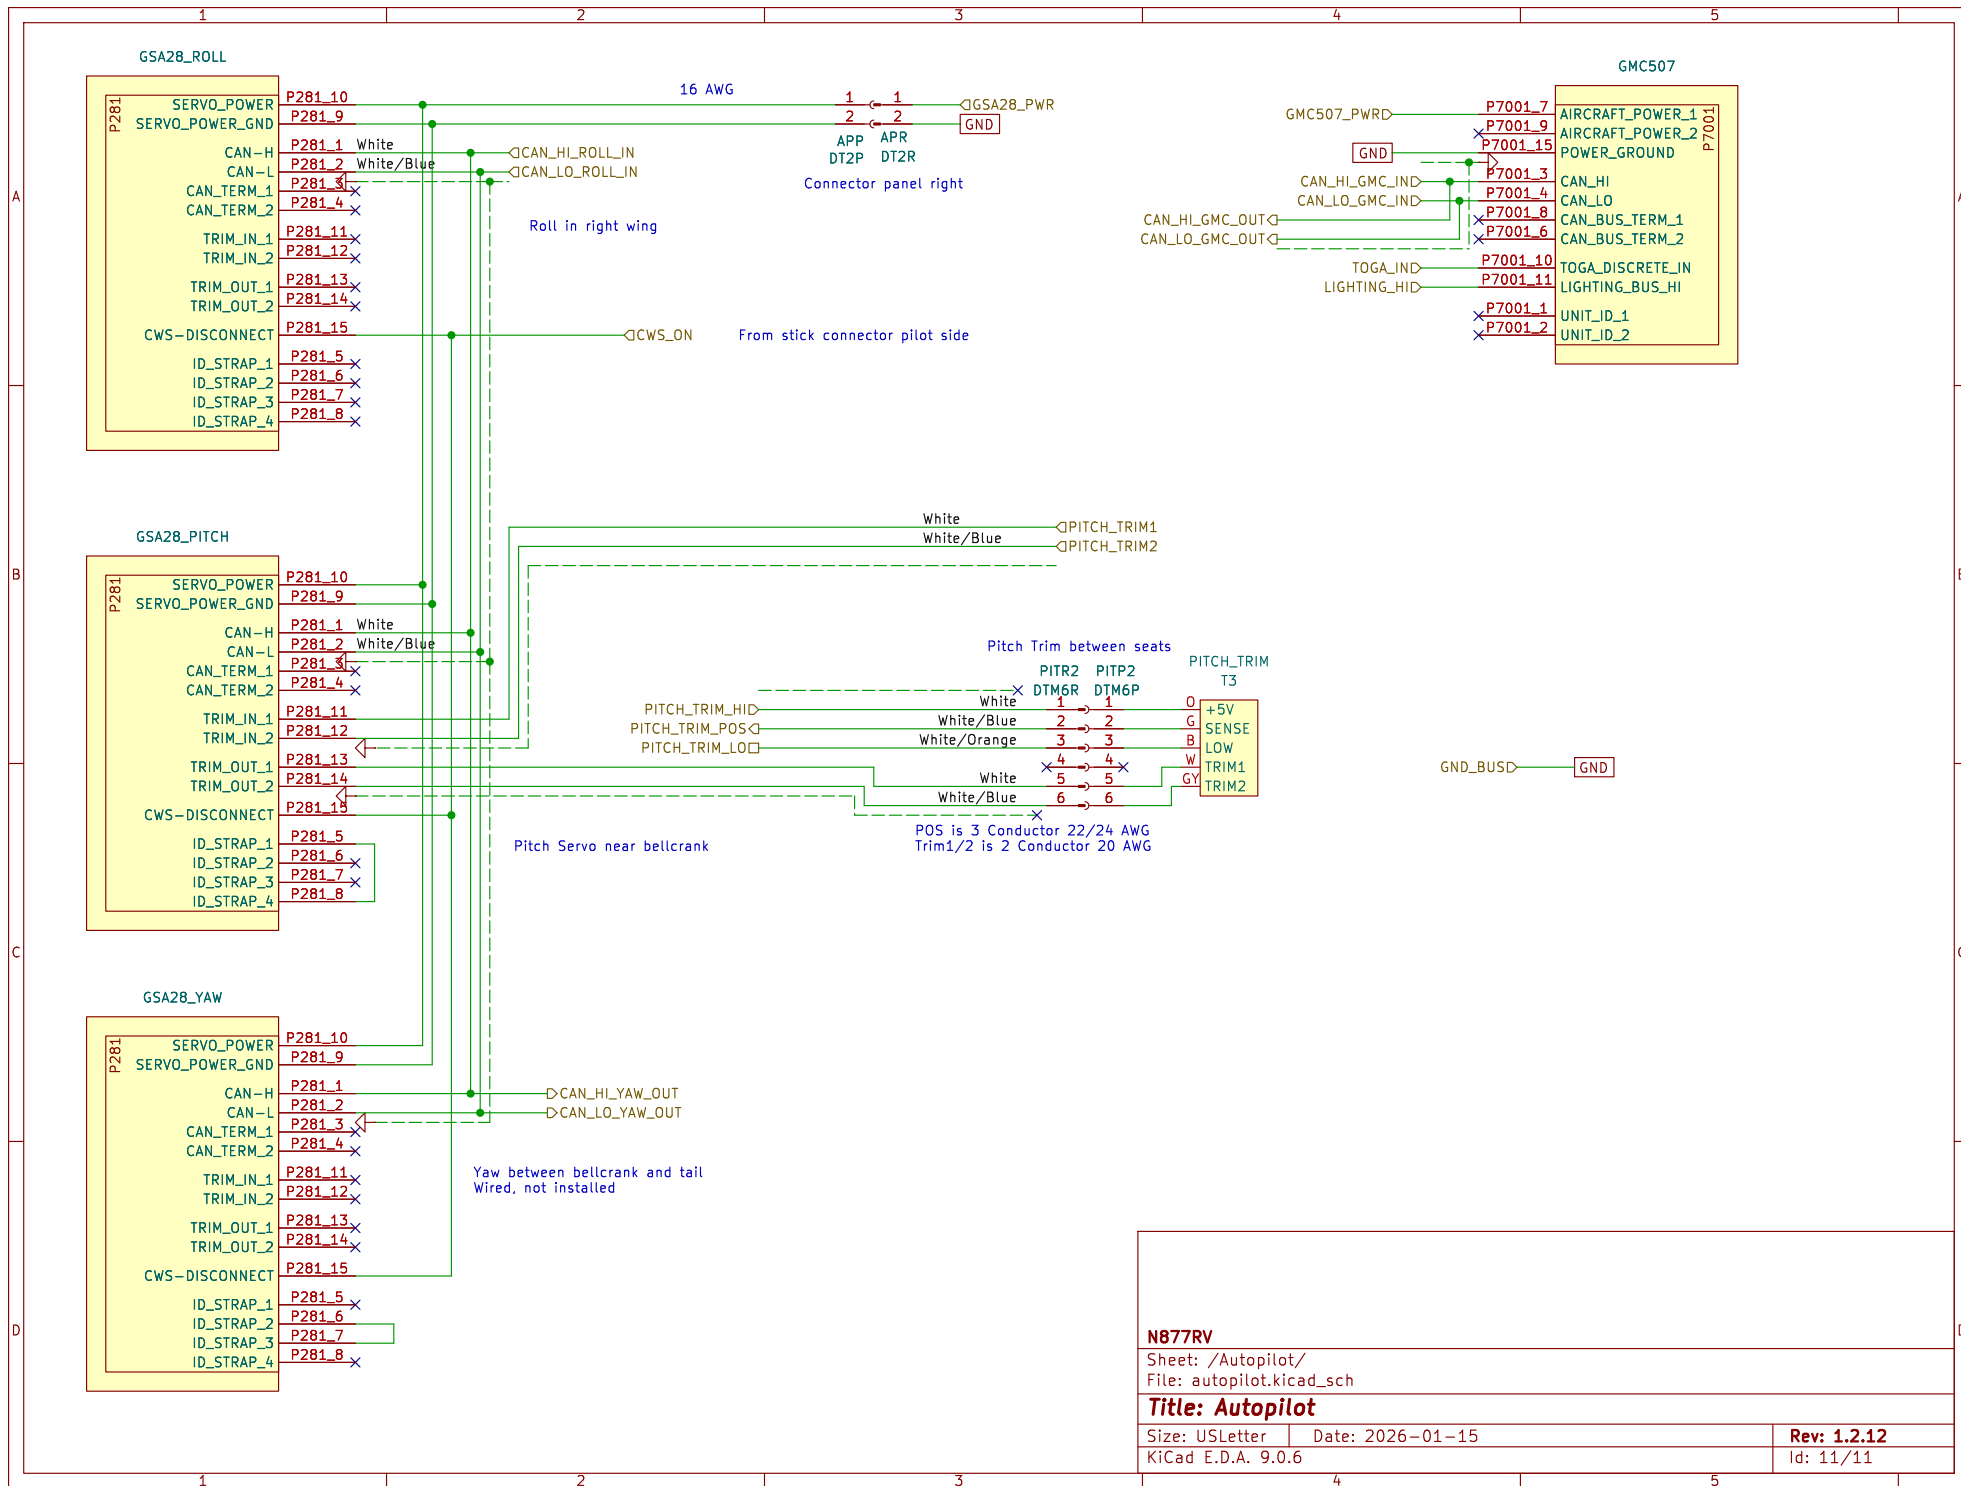 1 2 3 4 5
A
B
C
D
GSA28_ROLL
P281
SERVO_POWER P281_10
SERVO_POWER_GND P281_9
CAN-H P281_1 White
CAN-L P281_2 White/Blue
CAN_TERM_1 P281_3
CAN_TERM_2 P281_4
TRIM_IN_1 P281_11
TRIM_IN_2 P281_12
TRIM_OUT_1 P281_13
TRIM_OUT_2 P281_14
CWS-DISCONNECT P281_15
ID_STRAP_1 P281_5
ID_STRAP_2 P281_6
ID_STRAP_3 P281_7
ID_STRAP_4 P281_8
16 AWG
1 1 GSA28_PWR
2 2 GND
APP APR
DT2P DT2R
Connector panel right
CAN_HI_ROLL_IN
CAN_LO_ROLL_IN
Roll in right wing
CWS_ON
From stick connector pilot side
GMC507
P7001
GMC507_PWR P7001_7 AIRCRAFT_POWER_1
P7001_9 AIRCRAFT_POWER_2
GND P7001_15 POWER_GROUND
CAN_HI_GMC_IN P7001_3 CAN_HI
CAN_LO_GMC_IN P7001_4 CAN_LO
CAN_HI_GMC_OUT P7001_8 CAN_BUS_TERM_1
CAN_LO_GMC_OUT P7001_6 CAN_BUS_TERM_2
TOGA_IN P7001_10 TOGA_DISCRETE_IN
LIGHTING_HI P7001_11 LIGHTING_BUS_HI
P7001_1 UNIT_ID_1
P7001_2 UNIT_ID_2
GSA28_PITCH
P281
SERVO_POWER P281_10
SERVO_POWER_GND P281_9
CAN-H P281_1 White
CAN-L P281_2 White/Blue
CAN_TERM_1 P281_3
CAN_TERM_2 P281_4
TRIM_IN_1 P281_11
TRIM_IN_2 P281_12
TRIM_OUT_1 P281_13
TRIM_OUT_2 P281_14
CWS-DISCONNECT P281_15
ID_STRAP_1 P281_5
ID_STRAP_2 P281_6
ID_STRAP_3 P281_7
ID_STRAP_4 P281_8
White PITCH_TRIM1
White/Blue PITCH_TRIM2
Pitch Trim between seats
PITR2 PITP2
DTM6R DTM6P
PITCH_TRIM
T3
PITCH_TRIM_HI White 1 1 O +5V
PITCH_TRIM_POS White/Blue 2 2 G SENSE
PITCH_TRIM_LO White/Orange 3 3 B LOW
4 4 W TRIM1
White 5 5 GY TRIM2
White/Blue 6 6
POS is 3 Conductor 22/24 AWG
Trim1/2 is 2 Conductor 20 AWG
Pitch Servo near bellcrank
GND_BUS GND
GSA28_YAW
P281
SERVO_POWER P281_10
SERVO_POWER_GND P281_9
CAN-H P281_1 CAN_HI_YAW_OUT
CAN-L P281_2 CAN_LO_YAW_OUT
CAN_TERM_1 P281_3
CAN_TERM_2 P281_4
TRIM_IN_1 P281_11
TRIM_IN_2 P281_12
TRIM_OUT_1 P281_13
TRIM_OUT_2 P281_14
CWS-DISCONNECT P281_15
ID_STRAP_1 P281_5
ID_STRAP_2 P281_6
ID_STRAP_3 P281_7
ID_STRAP_4 P281_8
Yaw between bellcrank and tail
Wired, not installed
N877RV
Sheet: /Autopilot/
File: autopilot.kicad_sch
Title: Autopilot
Size: USLetter Date: 2026-01-15 Rev: 1.2.12
KiCad E.D.A. 9.0.6 Id: 11/11
1 2 3 4 5